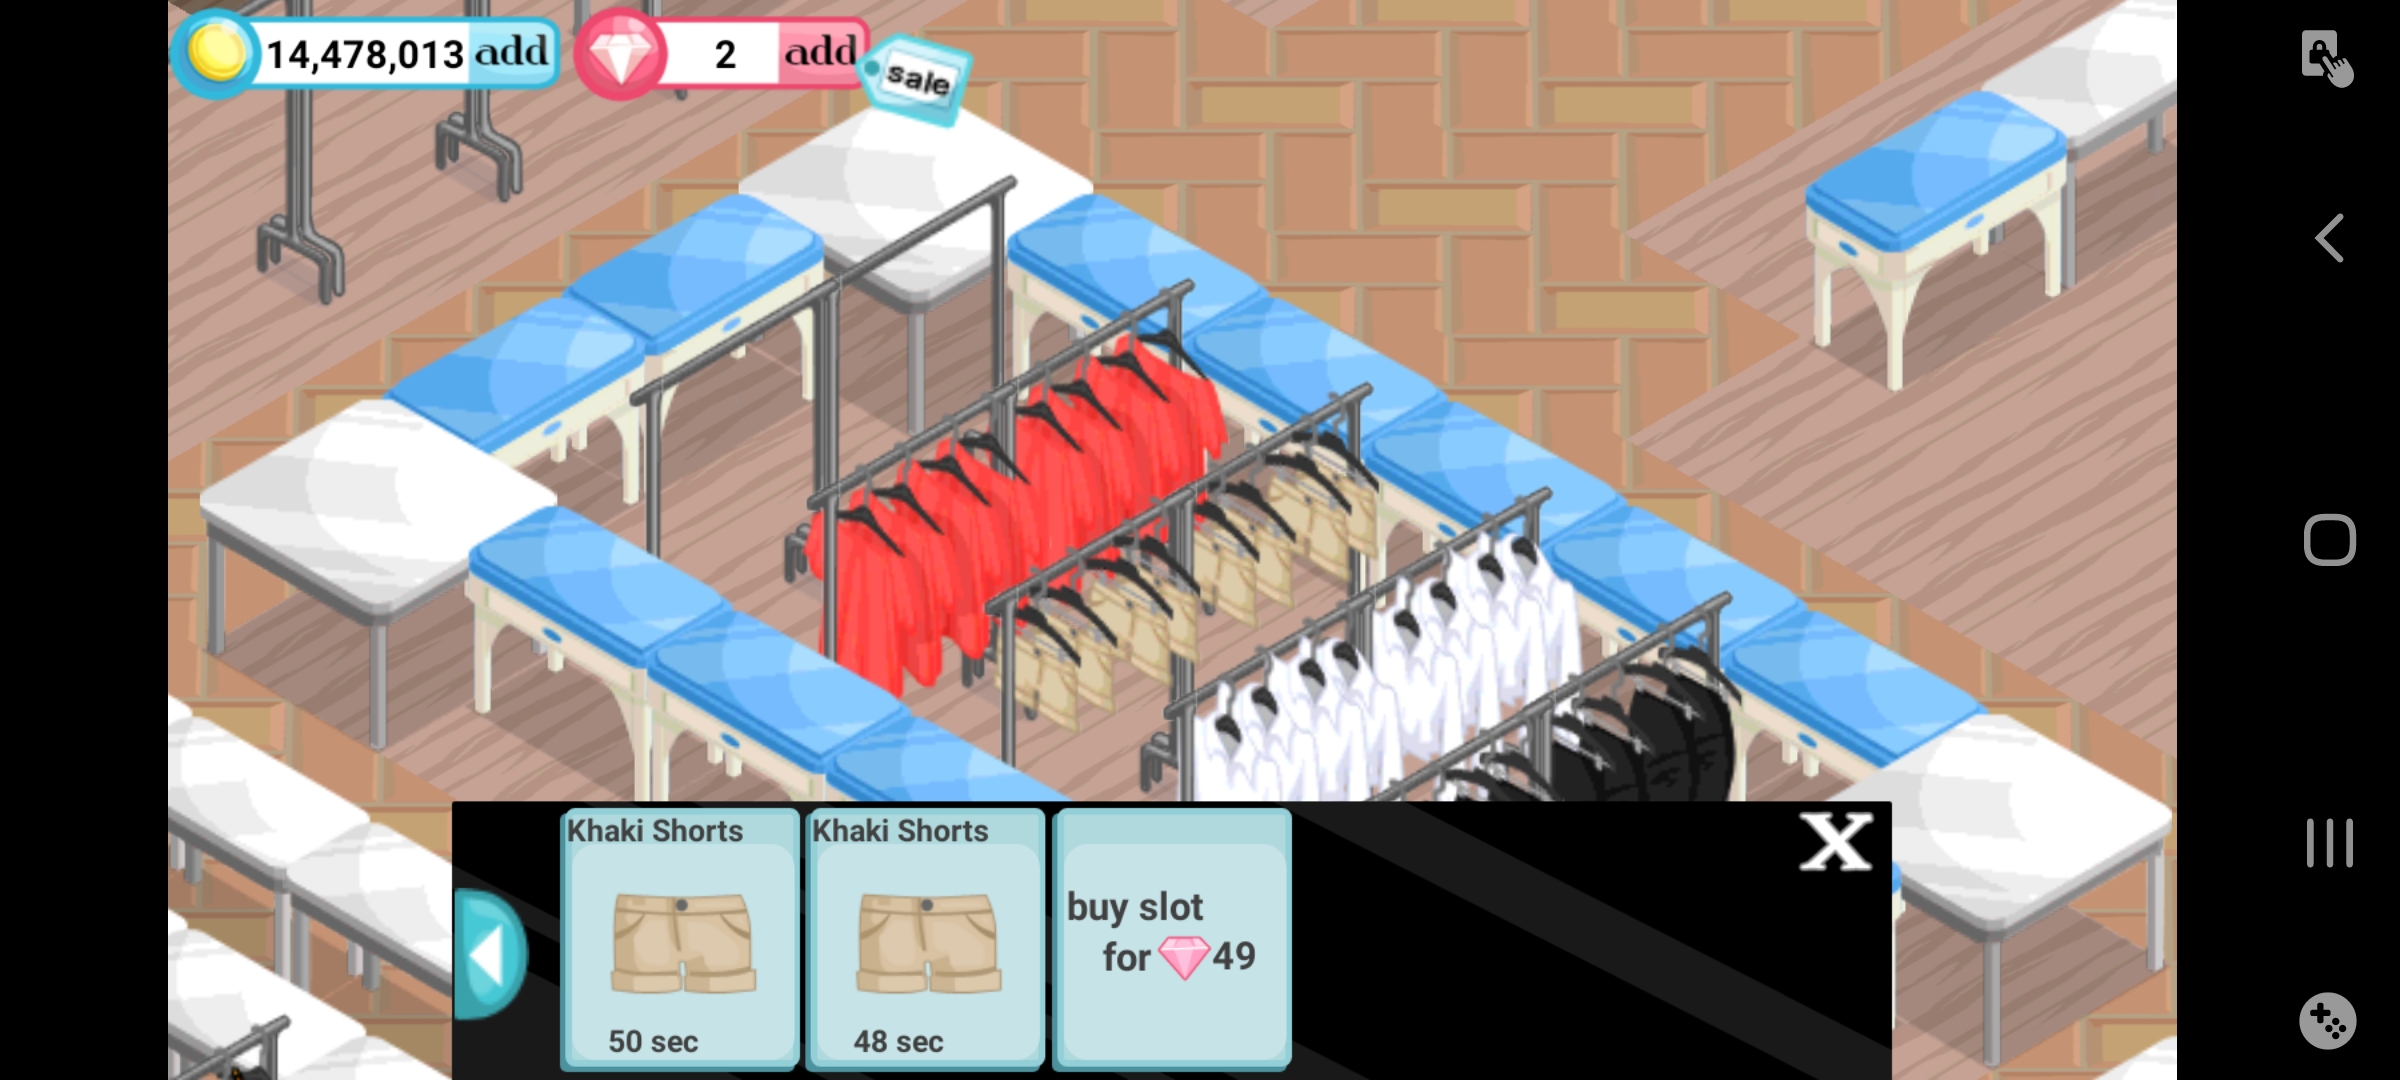 14,478,013 add
2 add
sale
Khaki Shorts
50 sec
Khaki Shorts
48 sec
buy slot
for 49
X